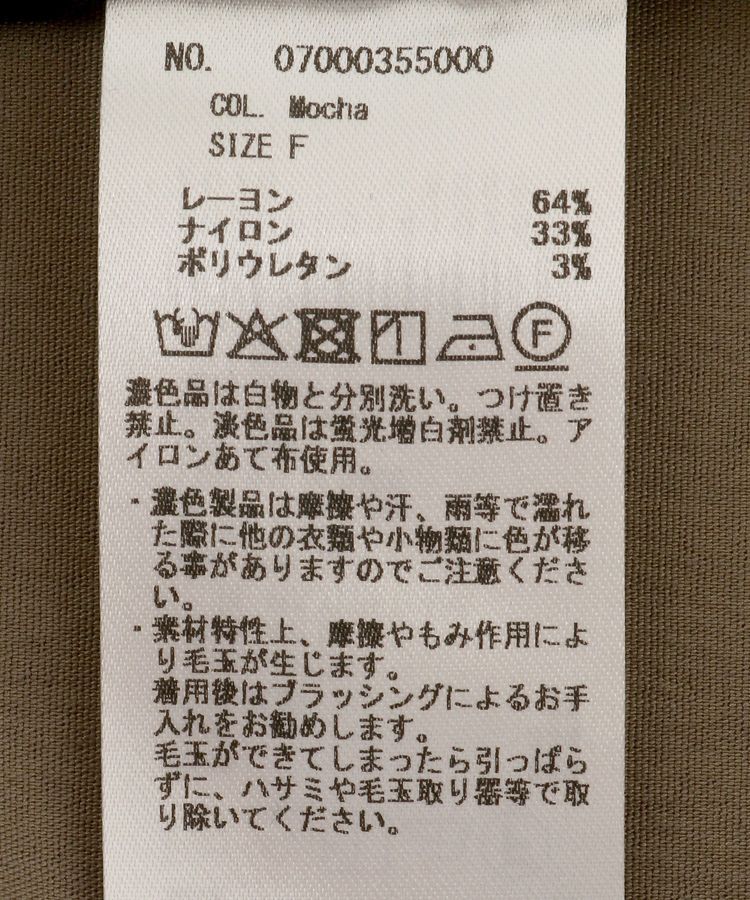 NO. 07000355000
COL. Mocha
SIZE F
レーヨン 64%
ナイロン 33%
ポリウレタン 3%
F
濃色品は白物と分別洗い。つけ置き
禁止。淡色品は蛍光増白剤禁止。ア
イロンあて布使用。
・濃色製品は摩擦や汗、雨等で濡れ
た際に他の衣類や小物類に色が移
る事がありますのでご注意くださ
い。
・素材特性上、摩擦やもみ作用によ
り毛玉が生じます。
着用後はブラッシングによるお手
入れをお勧めします。
毛玉ができてしまったら引っぱら
ずに、ハサミや毛玉取り器等で取
り除いてください。